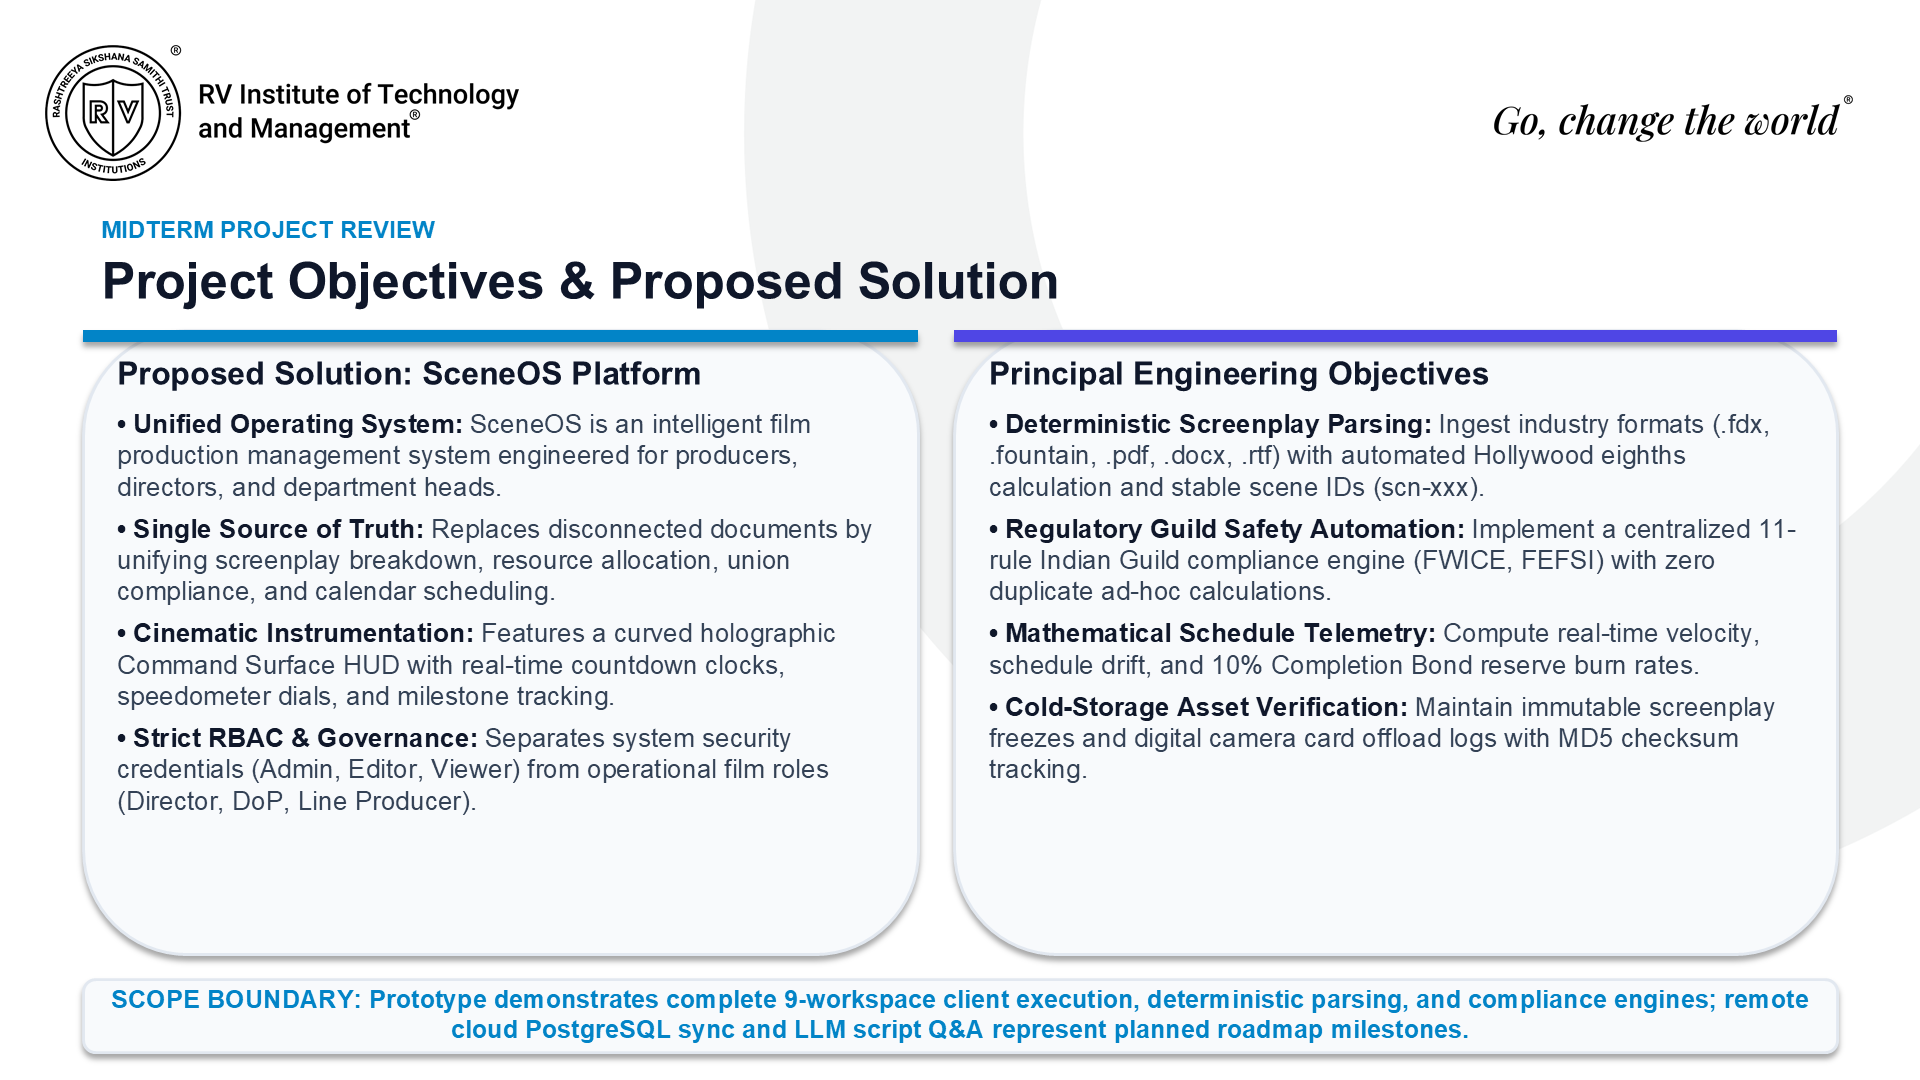 RASHTREEYA SIKSHANA SAMITHI TRUST
RV
INSTITUTIONS
®
RV Institute of Technology
and Management®
Go, change the world®
MIDTERM PROJECT REVIEW
Project Objectives & Proposed Solution
Proposed Solution: SceneOS Platform
• Unified Operating System: SceneOS is an intelligent film
production management system engineered for producers,
directors, and department heads.
• Single Source of Truth: Replaces disconnected documents by
unifying screenplay breakdown, resource allocation, union
compliance, and calendar scheduling.
• Cinematic Instrumentation: Features a curved holographic
Command Surface HUD with real-time countdown clocks,
speedometer dials, and milestone tracking.
• Strict RBAC & Governance: Separates system security
credentials (Admin, Editor, Viewer) from operational film roles
(Director, DoP, Line Producer).
Principal Engineering Objectives
• Deterministic Screenplay Parsing: Ingest industry formats (.fdx,
.fountain, .pdf, .docx, .rtf) with automated Hollywood eighths
calculation and stable scene IDs (scn-xxx).
• Regulatory Guild Safety Automation: Implement a centralized 11-
rule Indian Guild compliance engine (FWICE, FEFSI) with zero
duplicate ad-hoc calculations.
• Mathematical Schedule Telemetry: Compute real-time velocity,
schedule drift, and 10% Completion Bond reserve burn rates.
• Cold-Storage Asset Verification: Maintain immutable screenplay
freezes and digital camera card offload logs with MD5 checksum
tracking.
SCOPE BOUNDARY: Prototype demonstrates complete 9-workspace client execution, deterministic parsing, and compliance engines; remote
cloud PostgreSQL sync and LLM script Q&A represent planned roadmap milestones.